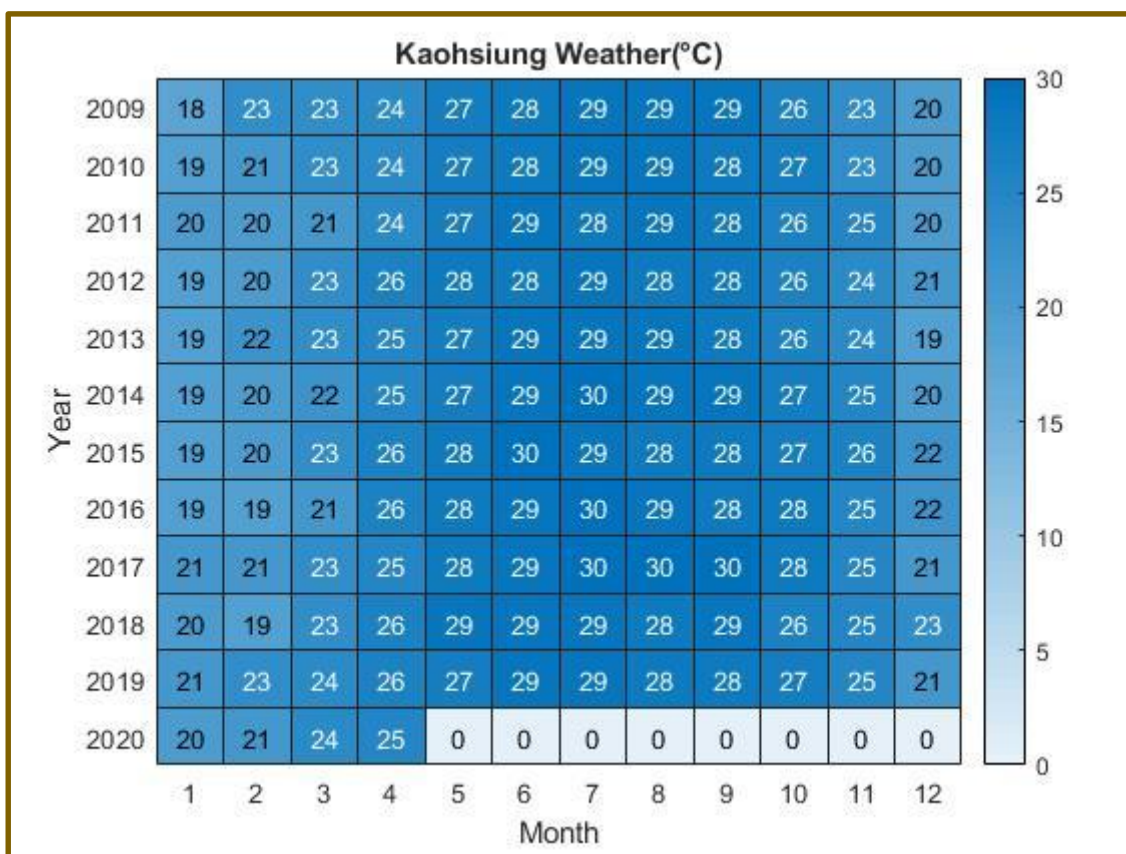 Kaohsiung Weather(°C)
2009 18 23 23 24 27 28 29 29 29 26 23 20
2010 19 21 23 24 27 28 29 29 28 27 23 20
2011 20 20 21 24 27 29 28 29 28 26 25 20
2012 19 20 23 26 28 28 29 28 28 26 24 21
2013 19 22 23 25 27 29 29 29 28 26 24 19
2014 19 20 22 25 27 29 30 29 29 27 25 20
2015 19 20 23 26 28 30 29 28 28 27 26 22
2016 19 19 21 26 28 29 30 29 28 28 25 22
2017 21 21 23 25 28 29 30 30 30 28 25 21
2018 20 19 23 26 29 29 29 28 29 26 25 23
2019 21 23 24 26 27 29 29 28 28 27 25 21
2020 20 21 24 25 0 0 0 0 0 0 0 0
1 2 3 4 5 6 7 8 9 10 11 12
Month
Year
30
25
20
15
10
5
0